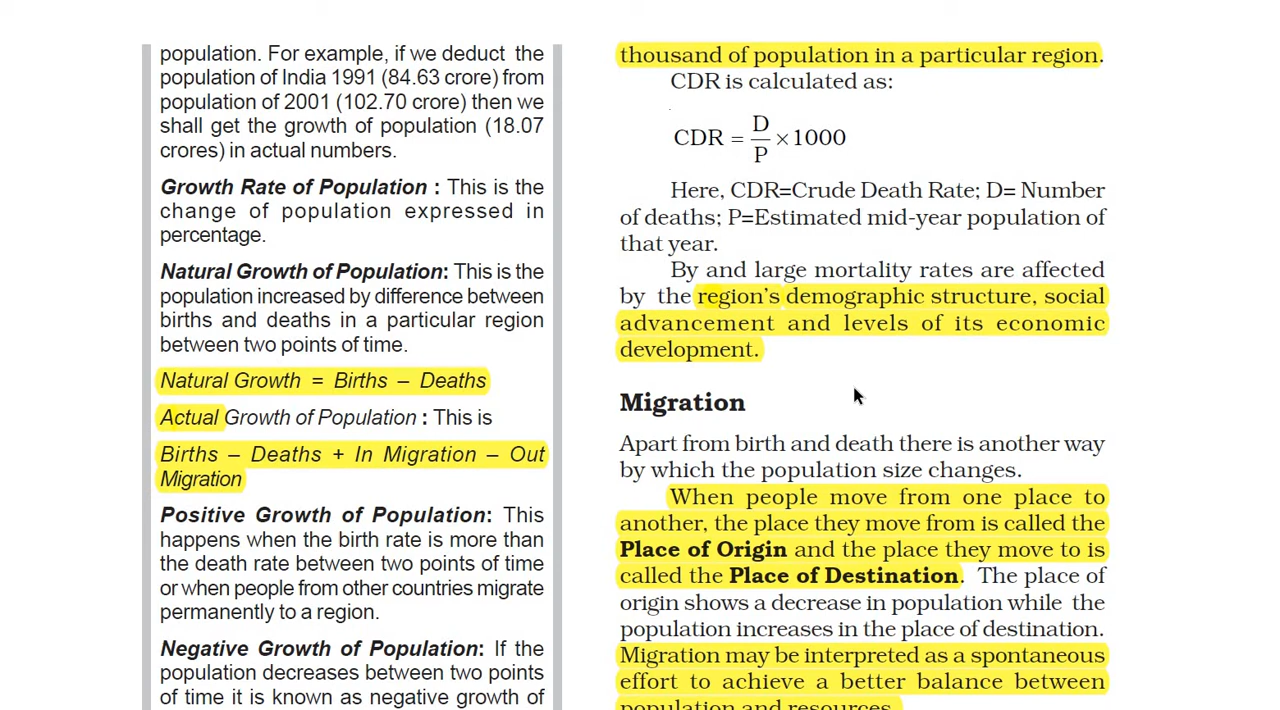 population. For example, if we deduct the
population of India 1991 (84.63 crore) from
population of 2001 (102.70 crore) then we
shall get the growth of population (18.07
crores) in actual numbers.
Growth Rate of Population : This is the
change of population expressed in
percentage.
Natural Growth of Population: This is the
population increased by difference between
births and deaths in a particular region
between two points of time.
Natural Growth = Births – Deaths
Actual Growth of Population : This is
Births – Deaths + In Migration – Out
Migration
Positive Growth of Population: This
happens when the birth rate is more than
the death rate between two points of time
or when people from other countries migrate
permanently to a region.
Negative Growth of Population: If the
population decreases between two points
of time it is known as negative growth of
thousand of population in a particular region.
CDR is calculated as:
CDR = D/P ×1000
Here, CDR=Crude Death Rate; D= Number
of deaths; P=Estimated mid-year population of
that year.
By and large mortality rates are affected
by the region's demographic structure, social
advancement and levels of its economic
development.
Migration
Apart from birth and death there is another way
by which the population size changes.
When people move from one place to
another, the place they move from is called the
Place of Origin and the place they move to is
called the Place of Destination. The place of
origin shows a decrease in population while the
population increases in the place of destination.
Migration may be interpreted as a spontaneous
effort to achieve a better balance between
population and resources.